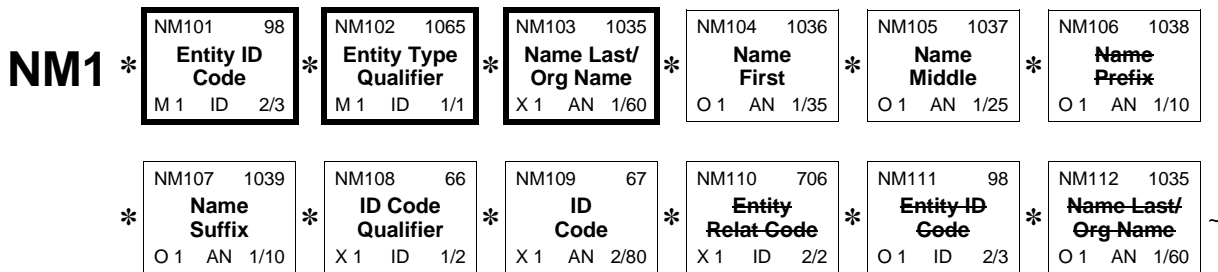 NM101 98 NM102 1065 NM103 1035 NM104 1036 NM105 1037 NM106 1038
NM1 * Entity ID * Entity Type * Name Last/ * Name * Name * Name
Code Qualifier Org Name First Middle Prefix
M 1 ID 2/3 M 1 ID 1/1 X 1 AN 1/60 O 1 AN 1/35 O 1 AN 1/25 O 1 AN 1/10
NM107 1039 NM108 66 NM109 67 NM110 706 NM111 98 NM112 1035
* Name * ID Code * ID * Entity * Entity ID * Name Last/ ~
Suffix Qualifier Code Relat Code Code Org Name
O 1 AN 1/10 X 1 ID 1/2 X 1 AN 2/80 X 1 ID 2/2 O 1 ID 2/3 O 1 AN 1/60